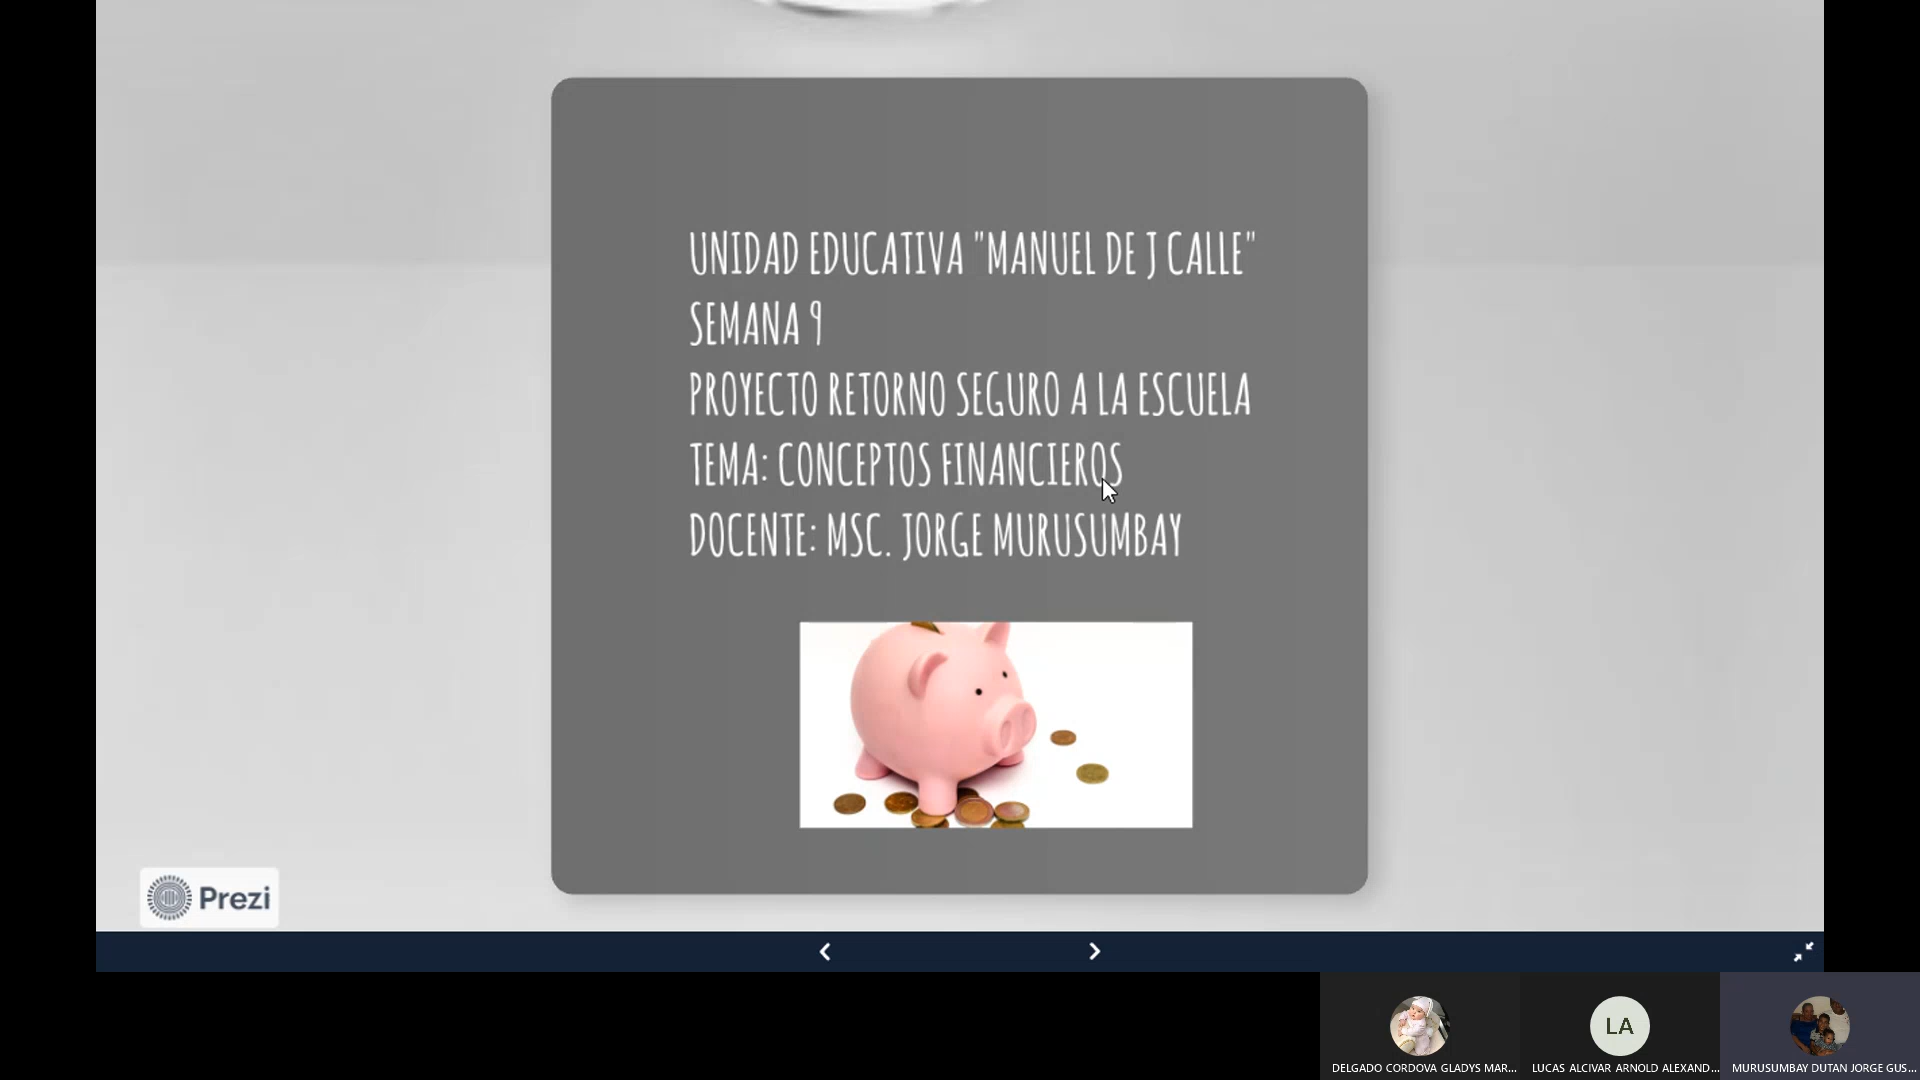 UNIDAD EDUCATIVA "MANUEL DE J CALLE"
SEMANA 9
PROYECTO RETORNO SEGURO A LA ESCUELA
TEMA: CONCEPTOS FINANCIEROS
DOCENTE: MSC. JORGE MURUSUMBAY
Prezi
LA
DELGADO CORDOVA GLADYS MAR...
LUCAS ALCIVAR ARNOLD ALEXAND...
MURUSUMBAY DUTAN JORGE GUS...